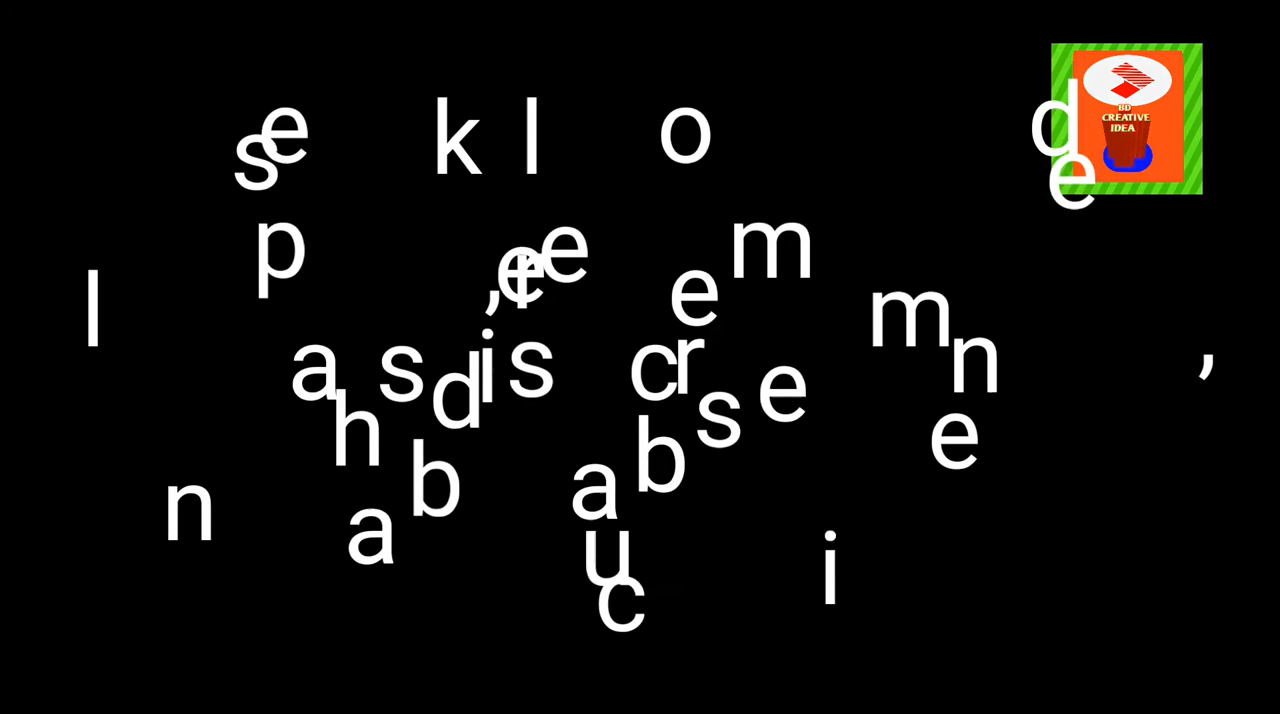 s e k l o d e
p , e r e e m
l m n ,
a s d i s c r e
h b s e
n a b a
u c i
BD
CREATIVE
IDEA